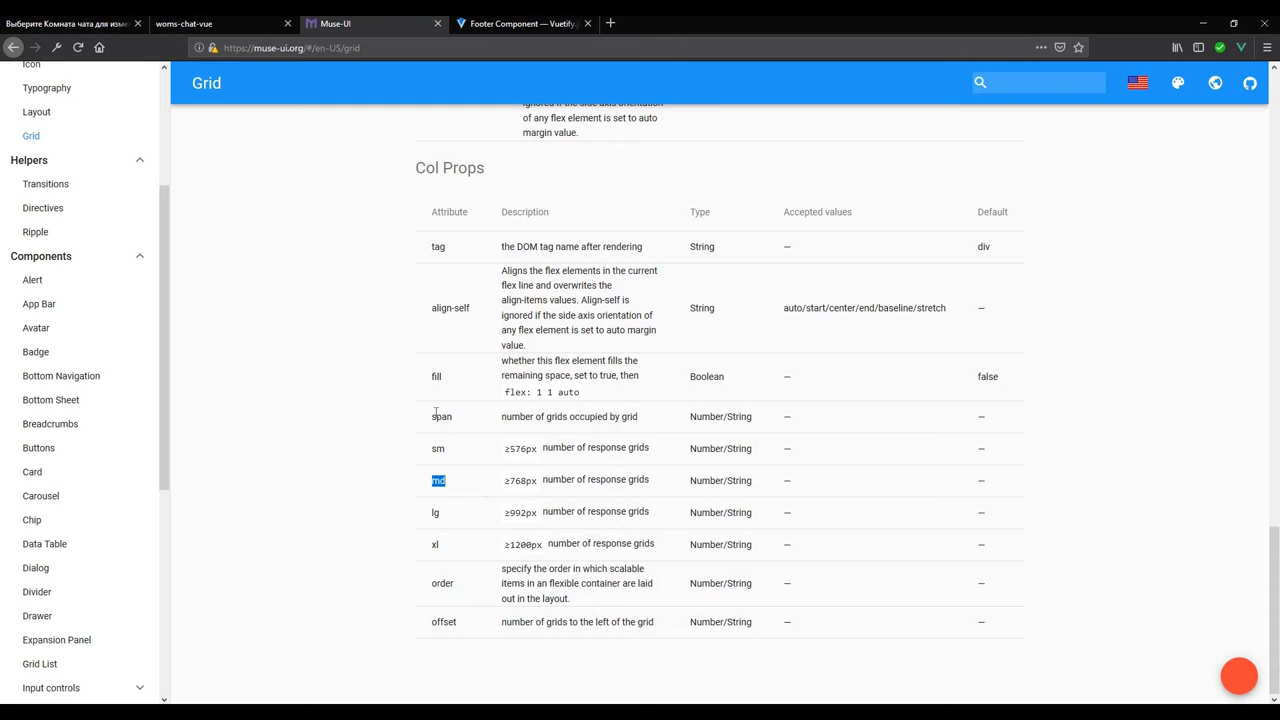 Выберите Комната чата для изме
woms-chat-vue
Muse-UI
Footer Component — Vuetify.j
https://muse-ui.org/#/en-US/grid
Icon
Typography
Layout
Grid
Helpers
Transitions
Directives
Ripple
Components
Alert
App Bar
Avatar
Badge
Bottom Navigation
Bottom Sheet
Breadcrumbs
Buttons
Card
Carousel
Chip
Data Table
Dialog
Divider
Drawer
Expansion Panel
Grid List
Input controls
Grid
ignored if the side axis orientation
of any flex element is set to auto
margin value.
Col Props
Attribute Description Type Accepted values Default
tag the DOM tag name after rendering String — div
align-self Aligns the flex elements in the current
flex line and overwrites the
align-items values. Align-self is
ignored if the side axis orientation of
any flex element is set to auto margin
value. String auto/start/center/end/baseline/stretch —
fill whether this flex element fills the
remaining space, set to true, then
flex: 1 1 auto Boolean — false
span number of grids occupied by grid Number/String — —
sm ≥576px number of response grids Number/String — —
md ≥768px number of response grids Number/String — —
lg ≥992px number of response grids Number/String — —
xl ≥1200px number of response grids Number/String — —
order specify the order in which scalable
items in an flexible container are laid
out in the layout. Number/String — —
offset number of grids to the left of the grid Number/String — —